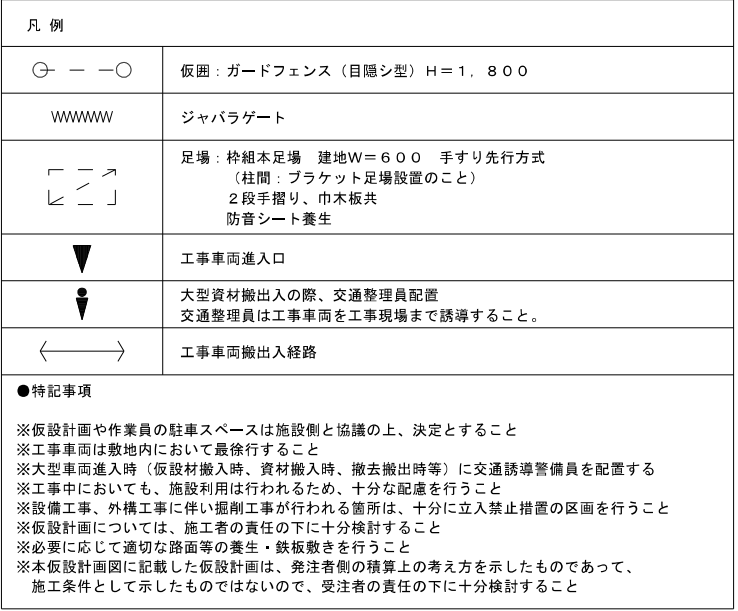 凡 例
仮囲：ガードフェンス（目隠シ型）Ｈ＝１，８００
ジャバラゲート
足場：枠組本足場　建地Ｗ＝６００　手すり先行方式
（柱間：ブラケット足場設置のこと）
２段手摺り、巾木板共
防音シート養生
工事車両進入口
大型資材搬出入の際、交通整理員配置
交通整理員は工事車両を工事現場まで誘導すること。
工事車両搬出入経路
●特記事項
※仮設計画や作業員の駐車スペースは施設側と協議の上、決定とすること
※工事車両は敷地内において最徐行すること
※大型車両進入時（仮設材搬入時、資材搬入時、撤去搬出時等）に交通誘導警備員を配置する
※工事中においても、施設利用は行われるため、十分な配慮を行うこと
※設備工事、外構工事に伴い掘削工事が行われる箇所は、十分に立入禁止措置の区画を行うこと
※仮設計画については、施工者の責任の下に十分検討すること
※必要に応じて適切な路面等の養生・鉄板敷きを行うこと
※本仮設計画図に記載した仮設計画は、発注者側の積算上の考え方を示したものであって、
施工条件として示したものではないので、受注者の責任の下に十分検討すること